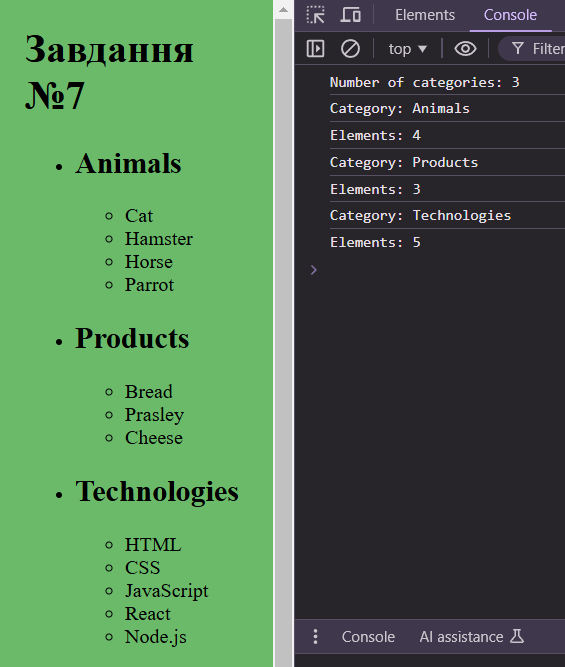 Завдання
№7
Animals
Cat
Hamster
Horse
Parrot
Products
Bread
Prasley
Cheese
Technologies
HTML
CSS
JavaScript
React
Node.js
Elements Console
top Filter
Number of categories: 3
Category: Animals
Elements: 4
Category: Products
Elements: 3
Category: Technologies
Elements: 5
Console AI assistance